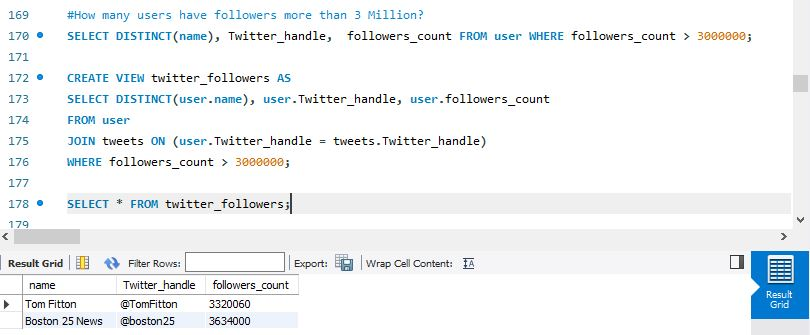 169 #How many users have followers more than 3 Million?
170 SELECT DISTINCT(name), Twitter_handle,  followers_count FROM user WHERE followers_count > 3000000;
171
172 CREATE VIEW twitter_followers AS
173 SELECT DISTINCT(user.name), user.Twitter_handle, user.followers_count
174 FROM user
175 JOIN tweets ON (user.Twitter_handle = tweets.Twitter_handle)
176 WHERE followers_count > 3000000;
177
178 SELECT * FROM twitter_followers;
179
Result Grid Filter Rows: Export: Wrap Cell Content: IA
name Twitter_handle followers_count
Tom Fitton @TomFitton 3320060
Boston 25 News @boston25 3634000
Result
Grid